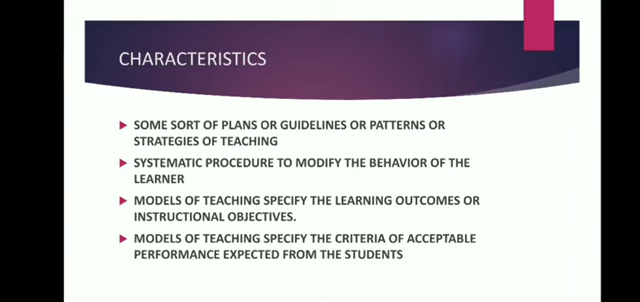 CHARACTERISTICS
SOME SORT OF PLANS OR GUIDELINES OR PATTERNS OR
STRATEGIES OF TEACHING
SYSTEMATIC PROCEDURE TO MODIFY THE BEHAVIOR OF THE
LEARNER
MODELS OF TEACHING SPECIFY THE LEARNING OUTCOMES OR
INSTRUCTIONAL OBJECTIVES.
MODELS OF TEACHING SPECIFY THE CRITERIA OF ACCEPTABLE
PERFORMANCE EXPECTED FROM THE STUDENTS